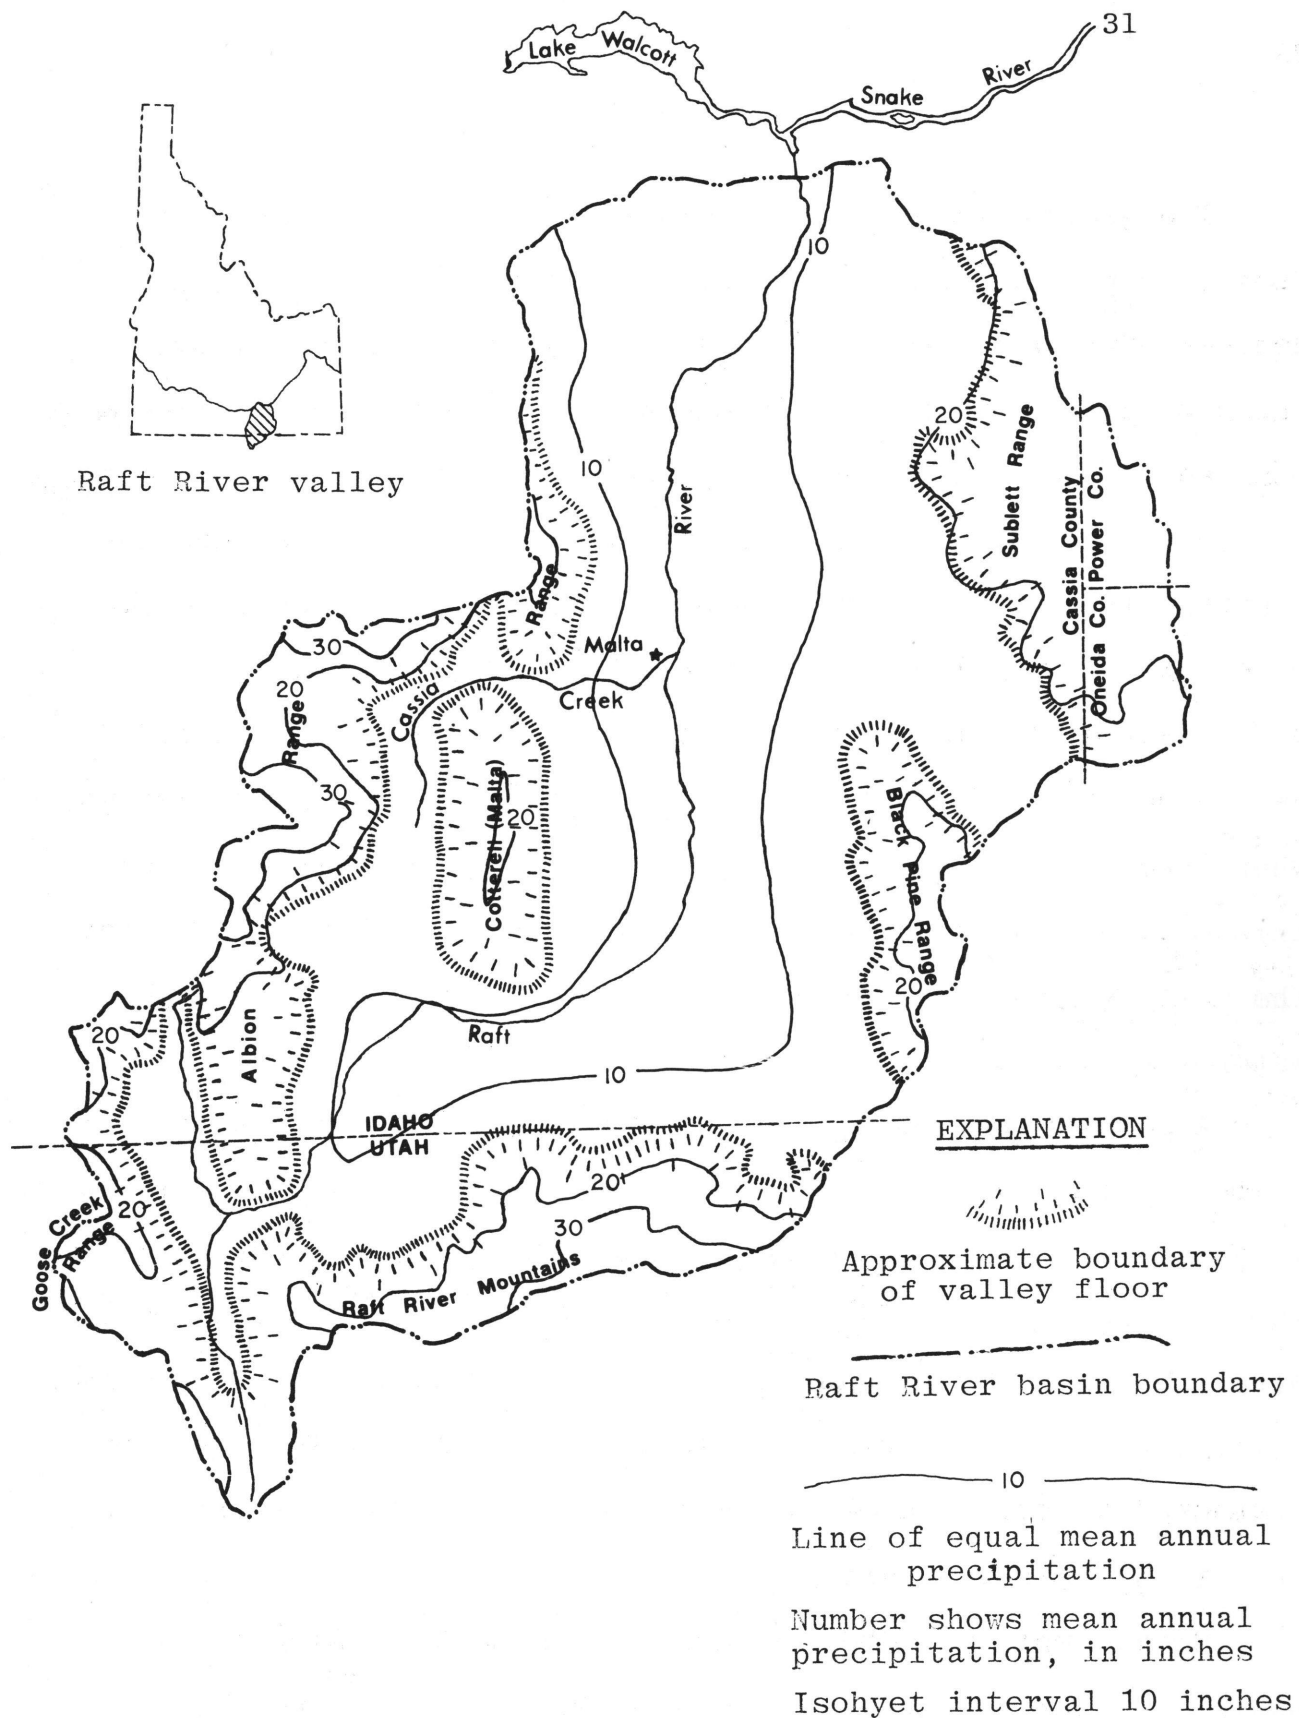 31
Lake Walcott
Snake River
10
Raft River valley
20
Sublett Range
10
River
Cassia County
Power Co.
Oneida Co.
Range
30
Malta
20
Cassia Creek
Range
30
Cotterell (Malta)
20
Black Pine Range
20
20
Albion
Raft
10
IDAHO
UTAH
EXPLANATION
Goose Creek
Range
20
20
30
Raft River Mountains
Approximate boundary
of valley floor
Raft River basin boundary
10
Line of equal mean annual
precipitation
Number shows mean annual
precipitation, in inches
Isohyet interval 10 inches